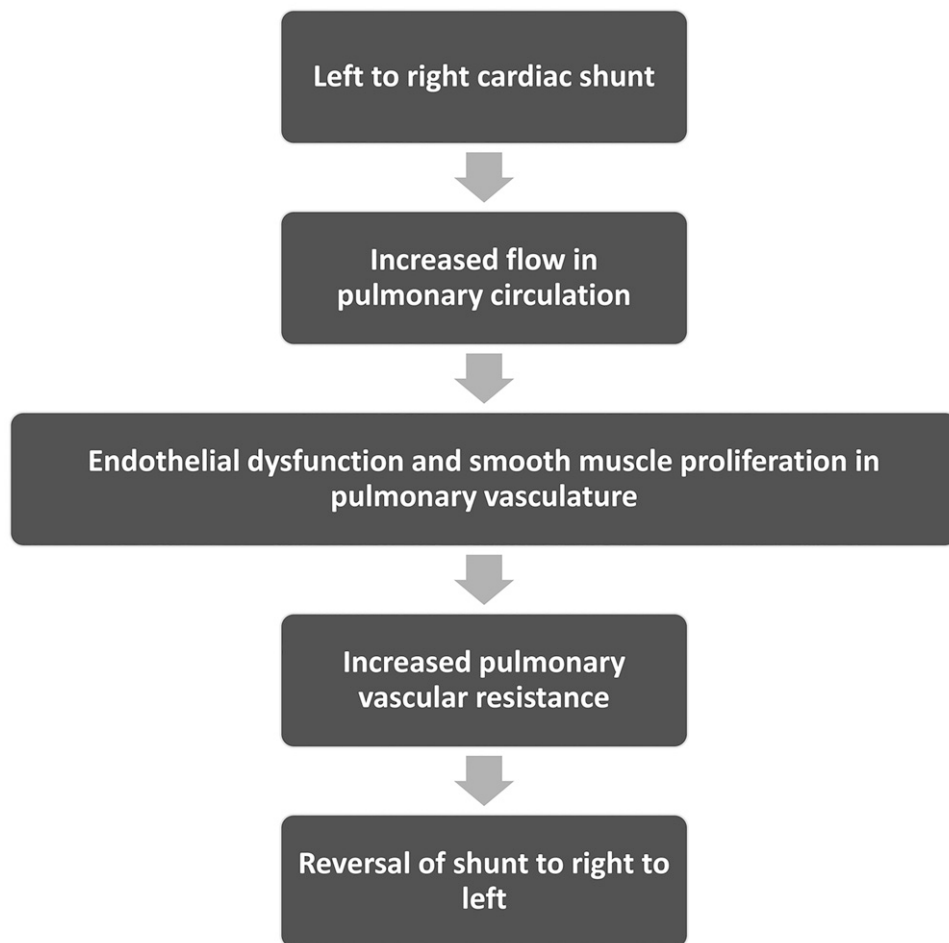 Left to right cardiac shunt
Increased flow in
pulmonary circulation
Endothelial dysfunction and smooth muscle proliferation in
pulmonary vasculature
Increased pulmonary
vascular resistance
Reversal of shunt to right to
left